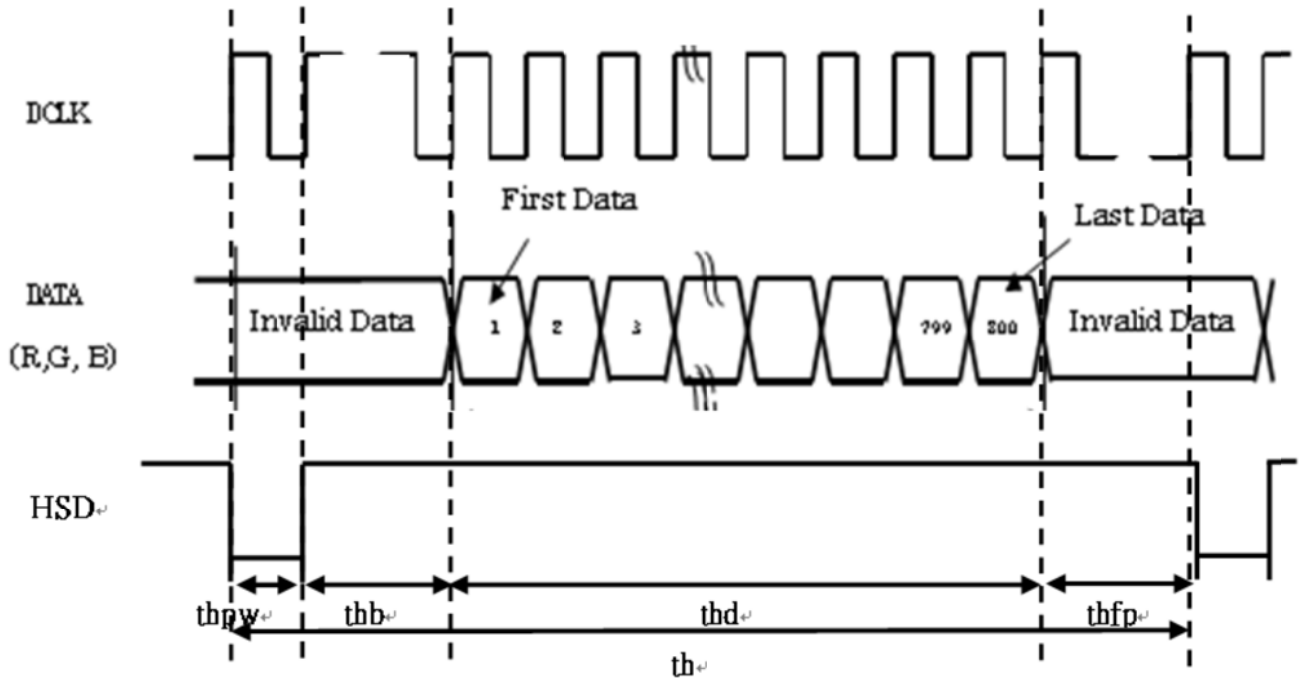 DCLK
First Data
Last Data
DATA
(R,G, B)
Invalid Data
1
2
3
799
800
Invalid Data
HSD
thpw
thb
thd
thfp
th